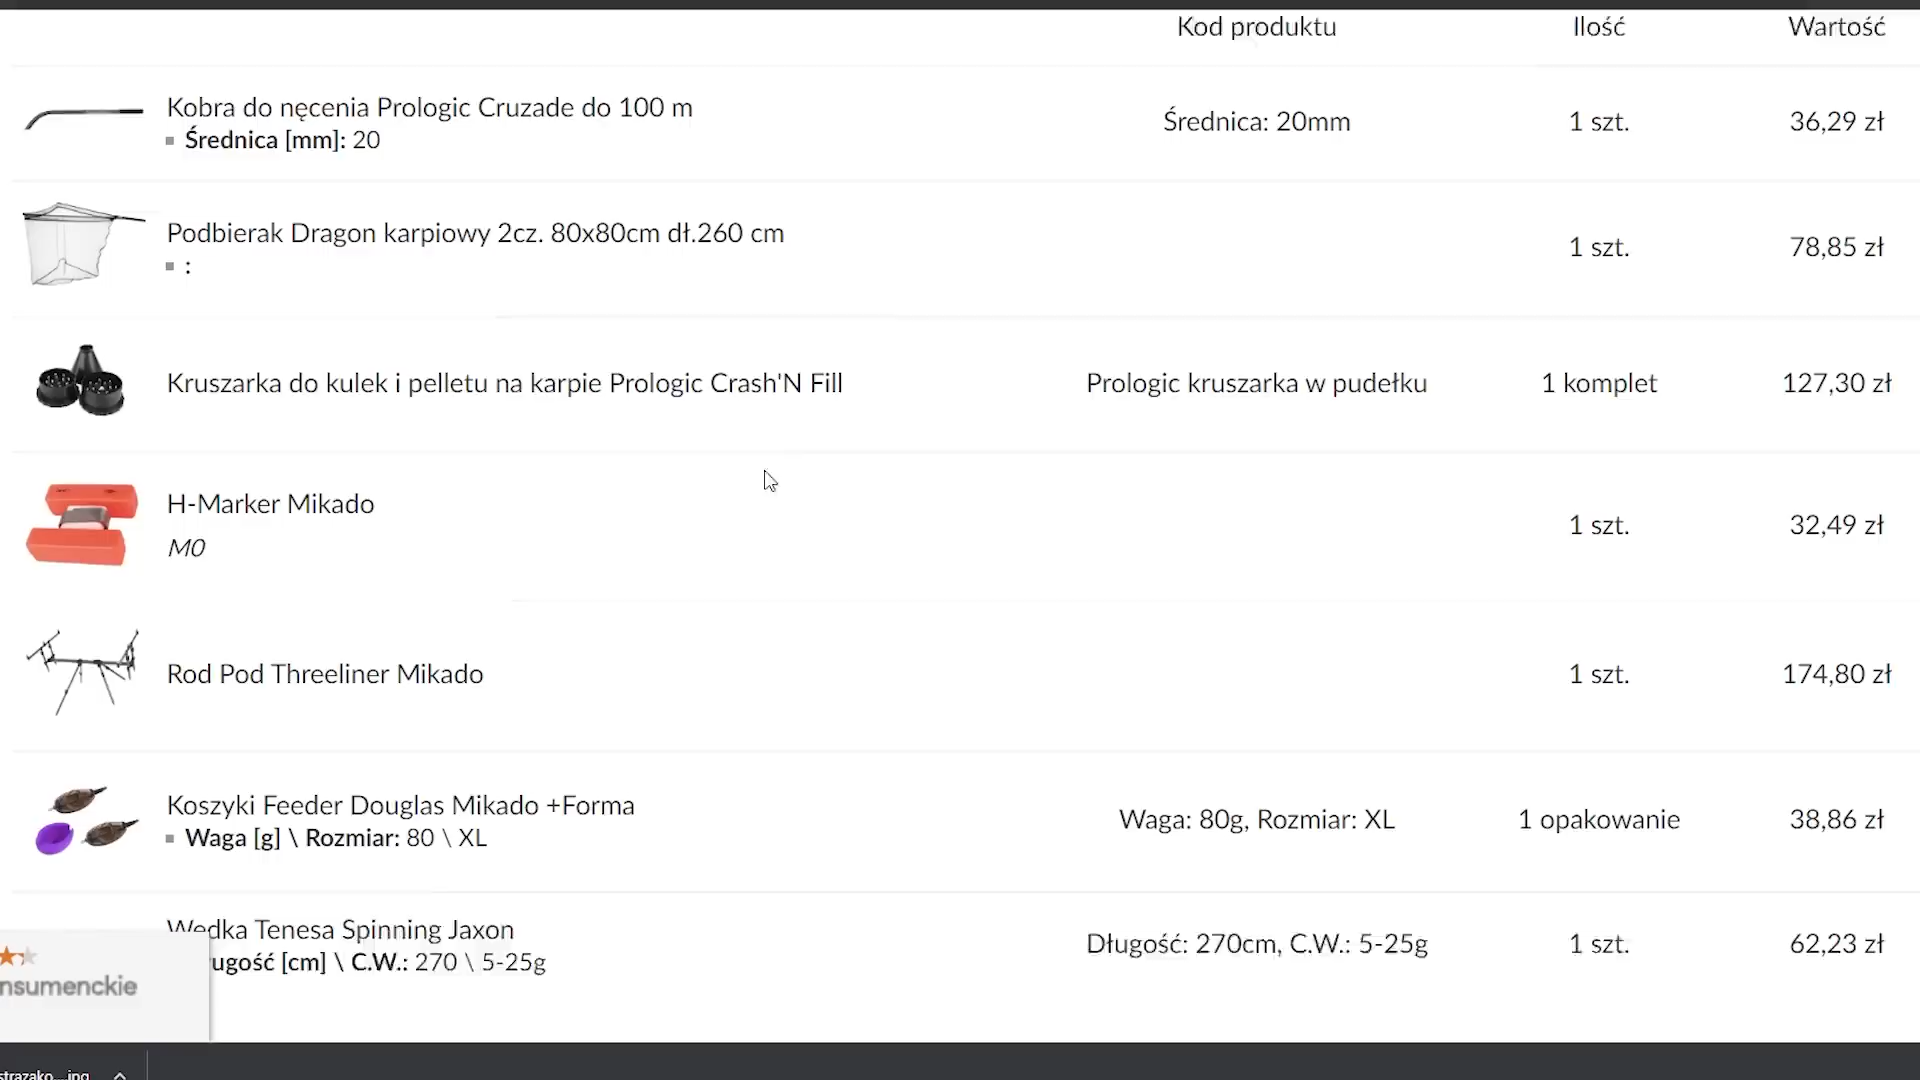 Kod produktu Ilość Wartość
Kobra do nęcenia Prologic Cruzade do 100 m
Średnica [mm]: 20
Średnica: 20mm 1 szt. 36,29 zł
Podbierak Dragon karpiowy 2cz. 80x80cm dł.260 cm
:
1 szt. 78,85 zł
Kruszarka do kulek i pelletu na karpie Prologic Crash'N Fill Prologic kruszarka w pudełku 1 komplet 127,30 zł
H-Marker Mikado
M0
1 szt. 32,49 zł
Rod Pod Threeliner Mikado 1 szt. 174,80 zł
Koszyki Feeder Douglas Mikado +Forma
Waga [g] \ Rozmiar: 80 \ XL
Waga: 80g, Rozmiar: XL 1 opakowanie 38,86 zł
Wędka Tenesa Spinning Jaxon
ugość [cm] \ C.W.: 270 \ 5-25g
Długość: 270cm, C.W.: 5-25g 1 szt. 62,23 zł
nsumenckie
strazako....jpg